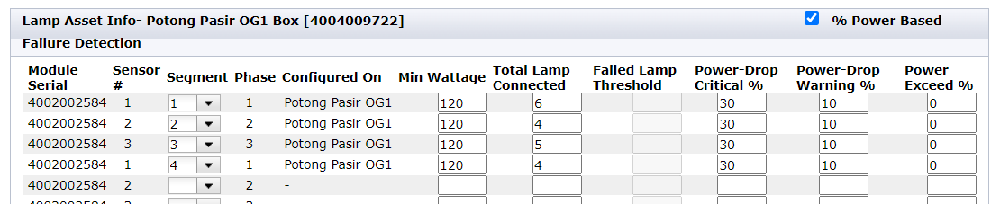 Lamp Asset Info- Potong Pasir OG1 Box [4004009722] % Power Based
Failure Detection
Module Serial Sensor # Segment Phase Configured On Min Wattage Total Lamp Connected Failed Lamp Threshold Power-Drop Critical % Power-Drop Warning % Power Exceed %
4002002584 1 1 1 Potong Pasir OG1 120 6 30 10 0
4002002584 2 2 2 Potong Pasir OG1 120 4 30 10 0
4002002584 3 3 3 Potong Pasir OG1 120 5 30 10 0
4002002584 1 4 1 Potong Pasir OG1 120 4 30 10 0
4002002584 2 2 -